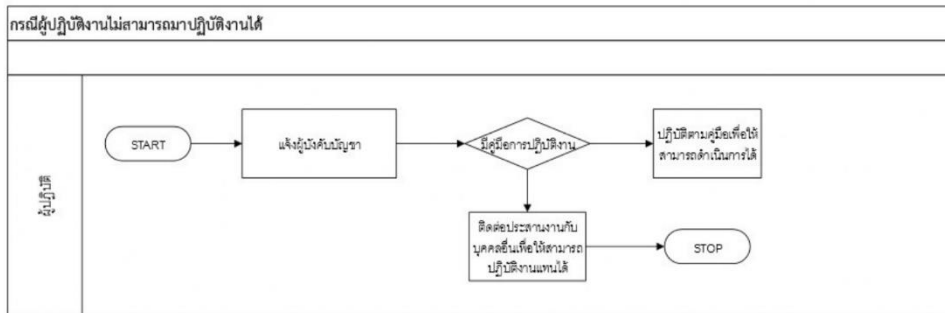 กรณีผู้ปฏิบัติงานไม่สามารถมาปฏิบัติงานได้
ผู้ปฏิบัติ
START
แจ้งผู้บังคับบัญชา
มีคู่มือการปฏิบัติงาน
ปฏิบัติตามคู่มือเพื่อให้
สามารถดำเนินการได้
ติดต่อประสานงานกับ
บุคคลอื่นเพื่อให้สามารถ
ปฏิบัติงานแทนได้
STOP